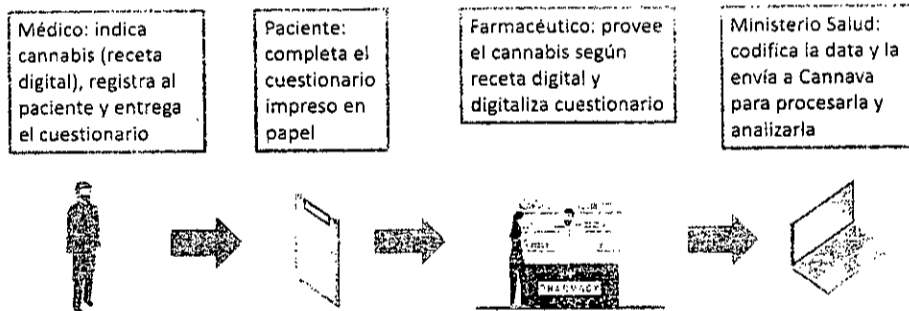 Médico: indica
cannabis (receta
digital), registra al
paciente y entrega
el cuestionario
Paciente:
completa el
cuestionario
impreso en
papel
Farmacéutico: provee
el cannabis según
receta digital y
digitaliza cuestionario
Ministerio Salud:
codifica la data y la
envía a Cannava
para procesarla y
analizarla
PHARMACY